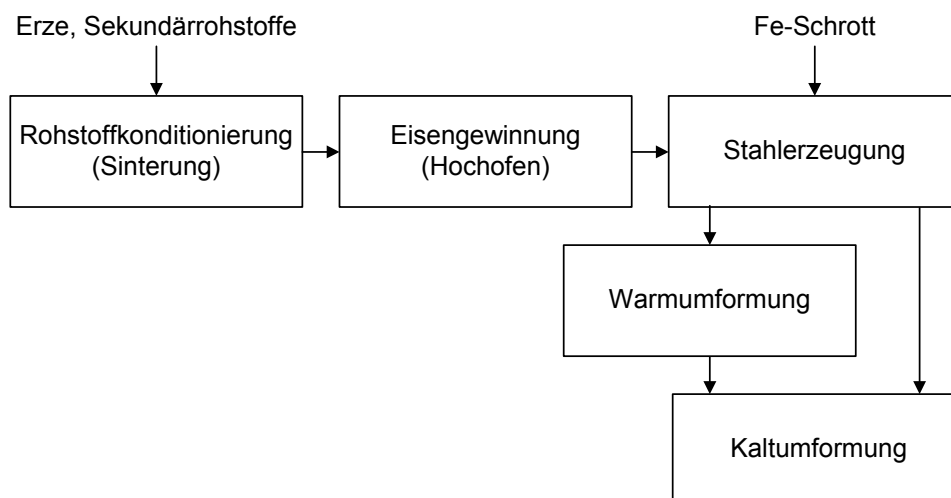 Erze, Sekundärrohstoffe
Fe-Schrott
Rohstoffkonditionierung
(Sinterung)
Eisengewinnung
(Hochofen)
Stahlerzeugung
Warmumformung
Kaltumformung